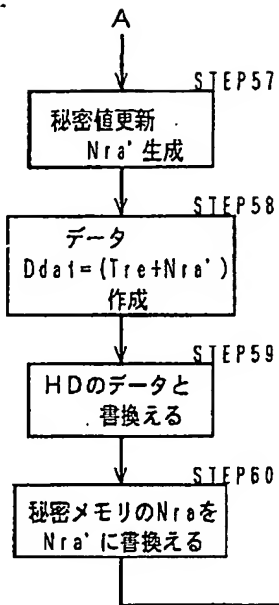 A
STEP57
秘密値更新
Nra' 生成
STEP58
データ
Ddat=(Tre+Nra')
作成
STEP59
HDのデータと
書換える
STEP60
秘密メモリのNraを
Nra'に書換える